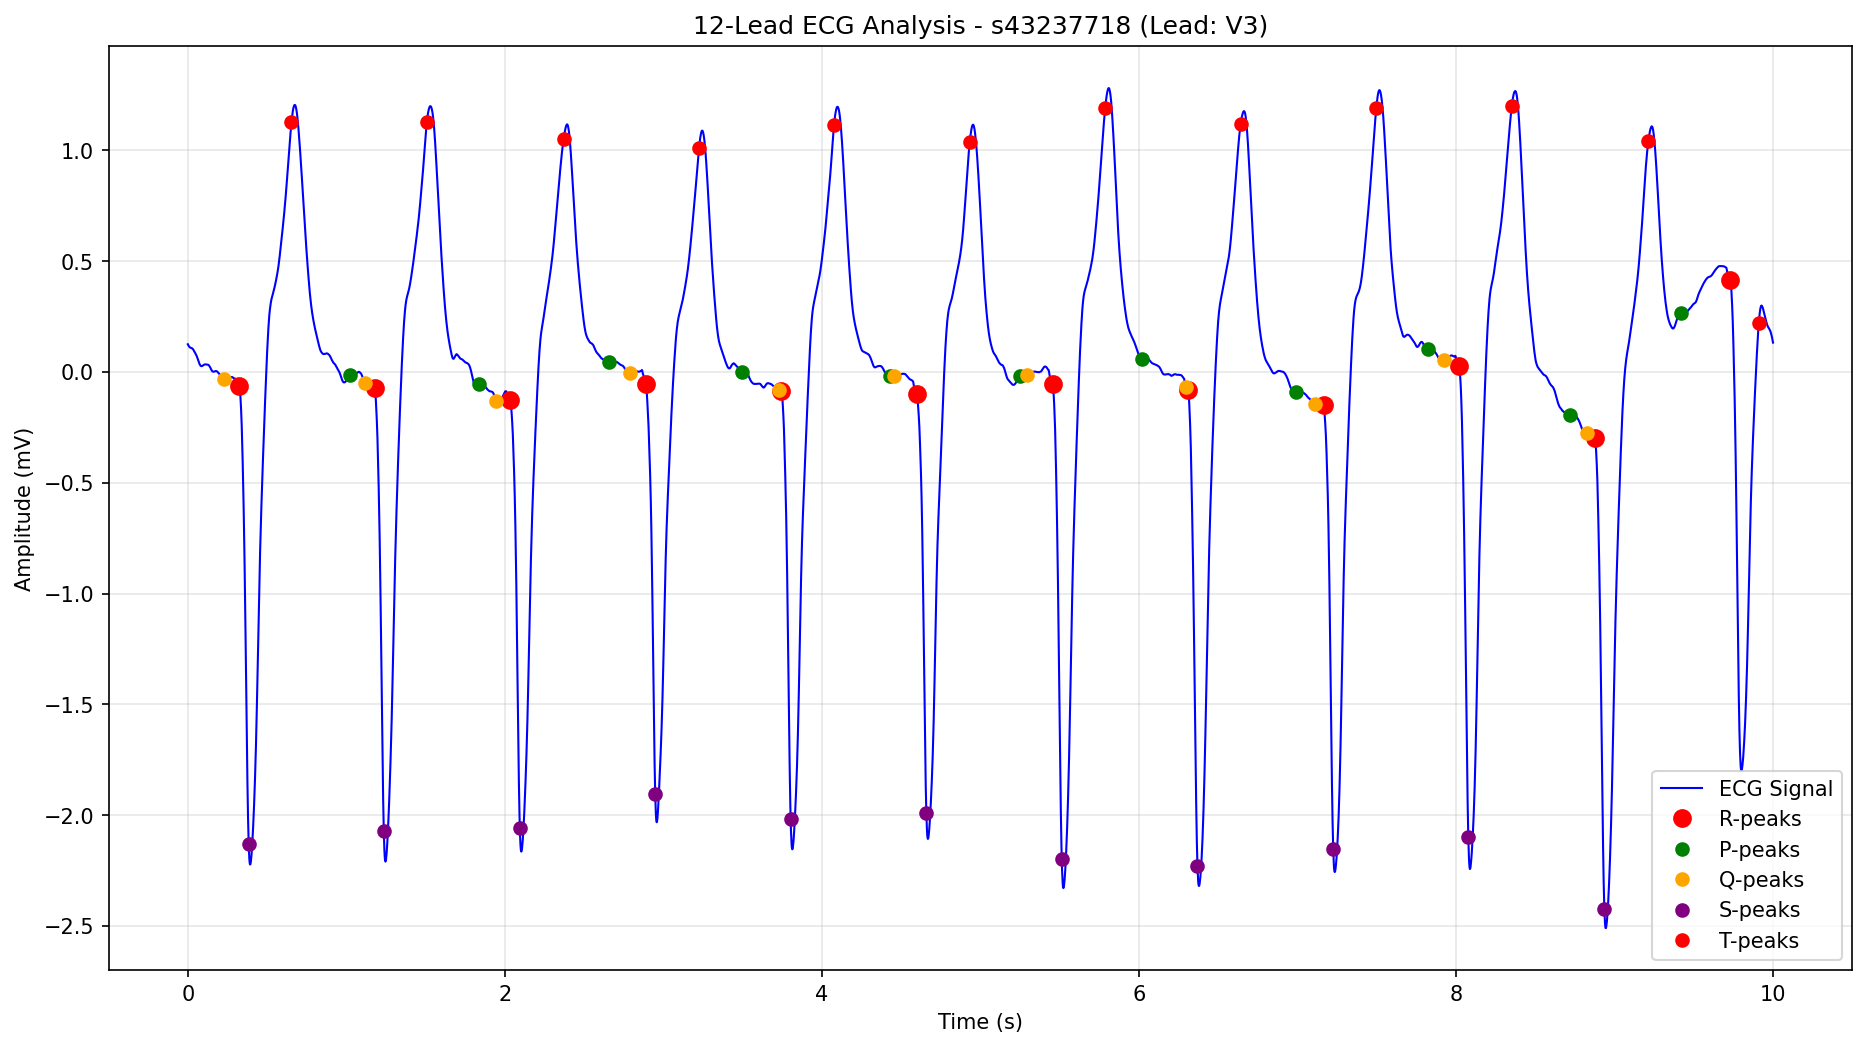 12-Lead ECG Analysis - s43237718 (Lead: V3)
Amplitude (mV)
1.0
0.5
0.0
−0.5
−1.0
−1.5
−2.0
−2.5
ECG Signal
R-peaks
P-peaks
Q-peaks
S-peaks
T-peaks
0 2 4 6 8 10
Time (s)